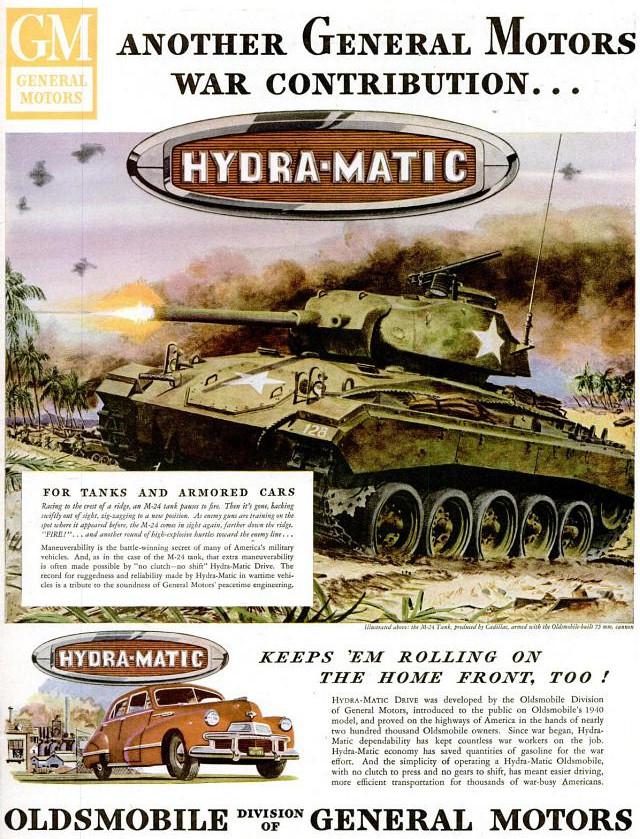 GM
GENERAL
MOTORS
ANOTHER GENERAL MOTORS
WAR CONTRIBUTION...
HYDRA·MATIC
128
FOR TANKS AND ARMORED CARS
Racing to the crest of a ridge, an M-24 tank pauses to fire. Then it's gone, backing
swiftly out of sight, zig-zagging to a new position. As enemy guns are training on the
spot where it appeared before, the M-24 comes in sight again, farther down the ridge.
"FIRE!"... and another round of high-explosive hurtles toward the enemy line...
Maneuverability is the battle-winning secret of many of America's military
vehicles. And, as in the case of the M-24 tank, that extra maneuverability
is often made possible by "no clutch—no shift" Hydra-Matic Drive. The
record for ruggedness and reliability made by Hydra-Matic in wartime vehi-
cles is a tribute to the soundness of General Motors' peacetime engineering.
Illustrated above: the M-24 Tank, produced by Cadillac, armed with the Oldsmobile-built 75 mm. cannon
HYDRA·MATIC
KEEPS 'EM ROLLING ON
THE HOME FRONT, TOO!
HYDRA-MATIC DRIVE was developed by the Oldsmobile Division
of General Motors, introduced to the public on Oldsmobile's 1940
model, and proved on the highways of America in the hands of nearly
two hundred thousand Oldsmobile owners. Since war began, Hydra-
Matic dependability has kept countless war workers on the job.
Hydra-Matic economy has saved quantities of gasoline for the war
effort. And the simplicity of operating a Hydra-Matic Oldsmobile,
with no clutch to press and no gears to shift, has meant easier driving,
more efficient transportation for thousands of war-busy Americans.
OLDSMOBILE DIVISION OF GENERAL MOTORS